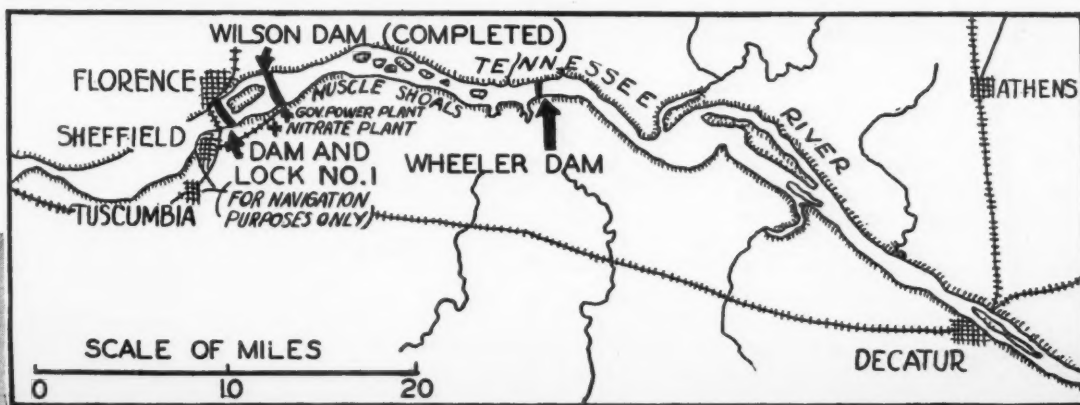 WILSON DAM (COMPLETED)
FLORENCE
TENNESSEE
RIVER
ATHENS
MUSCLE SHOALS
GOV. POWER PLANT
NITRATE PLANT
SHEFFIELD
DAM AND
LOCK NO.1
(FOR NAVIGATION
PURPOSES ONLY)
WHEELER DAM
TUSCUMBIA
DECATUR
SCALE OF MILES
0 10 20